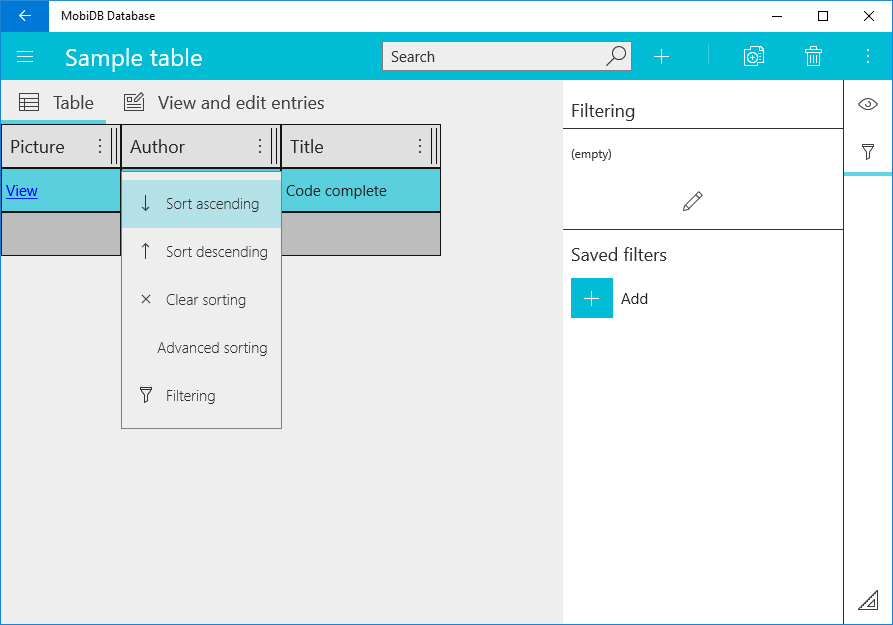 MobiDB Database
Sample table
Search
Table
View and edit entries
Picture
Author
Title
View
Code complete
Sort ascending
Sort descending
Clear sorting
Advanced sorting
Filtering
Filtering
(empty)
Saved filters
Add